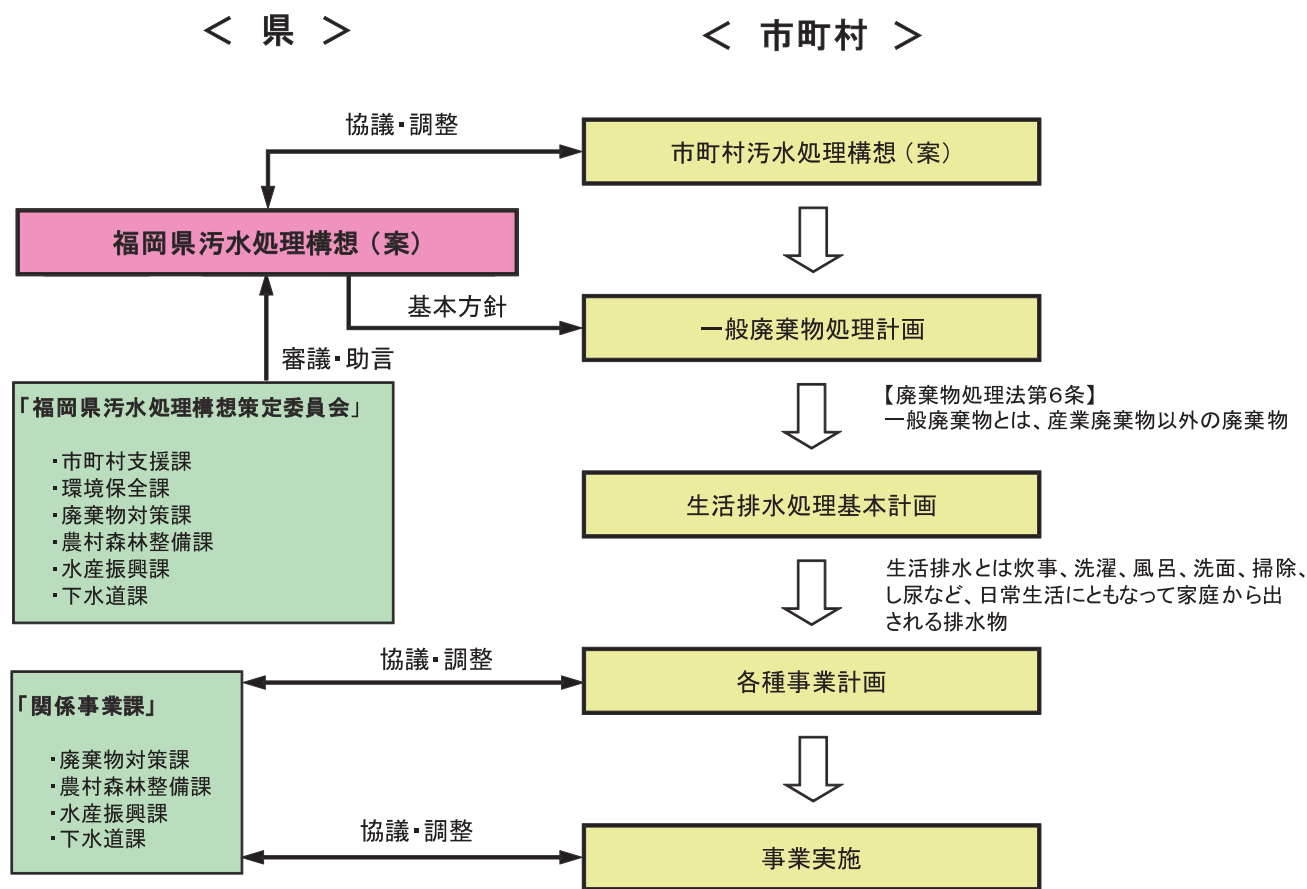 ＜ 県 ＞
＜ 市町村 ＞
協議・調整
市町村汚水処理構想（案）
福岡県汚水処理構想（案）
基本方針
一般廃棄物処理計画
審議・助言
【廃棄物処理法第6条】
一般廃棄物とは、産業廃棄物以外の廃棄物
「福岡県汚水処理構想策定委員会」
・市町村支援課
・環境保全課
・廃棄物対策課
・農村森林整備課
・水産振興課
・下水道課
生活排水処理基本計画
生活排水とは炊事、洗濯、風呂、洗面、掃除、
し尿など、日常生活にともなって家庭から出
される排水物
協議・調整
各種事業計画
「関係事業課」
・廃棄物対策課
・農村森林整備課
・水産振興課
・下水道課
協議・調整
事業実施